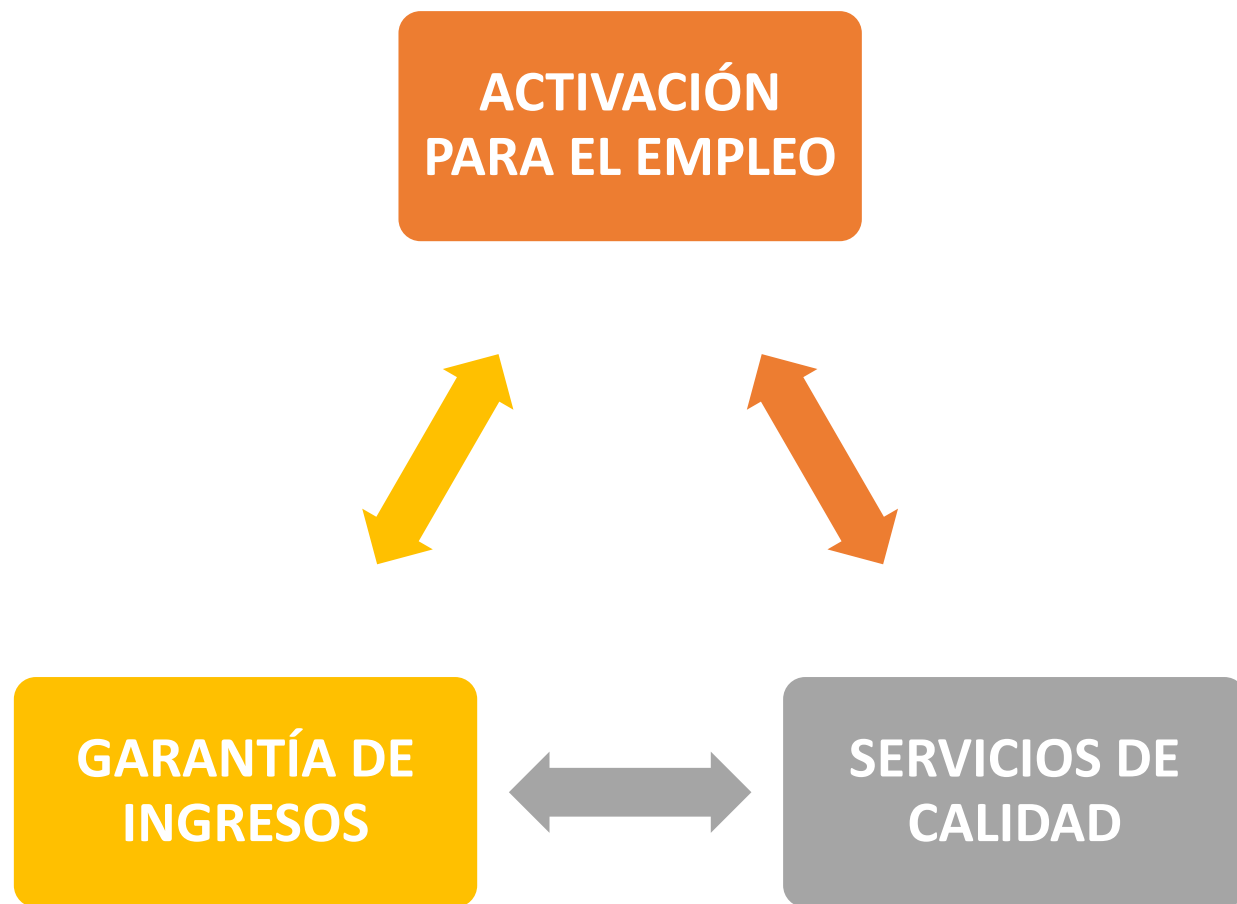 ACTIVACIÓN
PARA EL EMPLEO
GARANTÍA DE
INGRESOS
SERVICIOS DE
CALIDAD